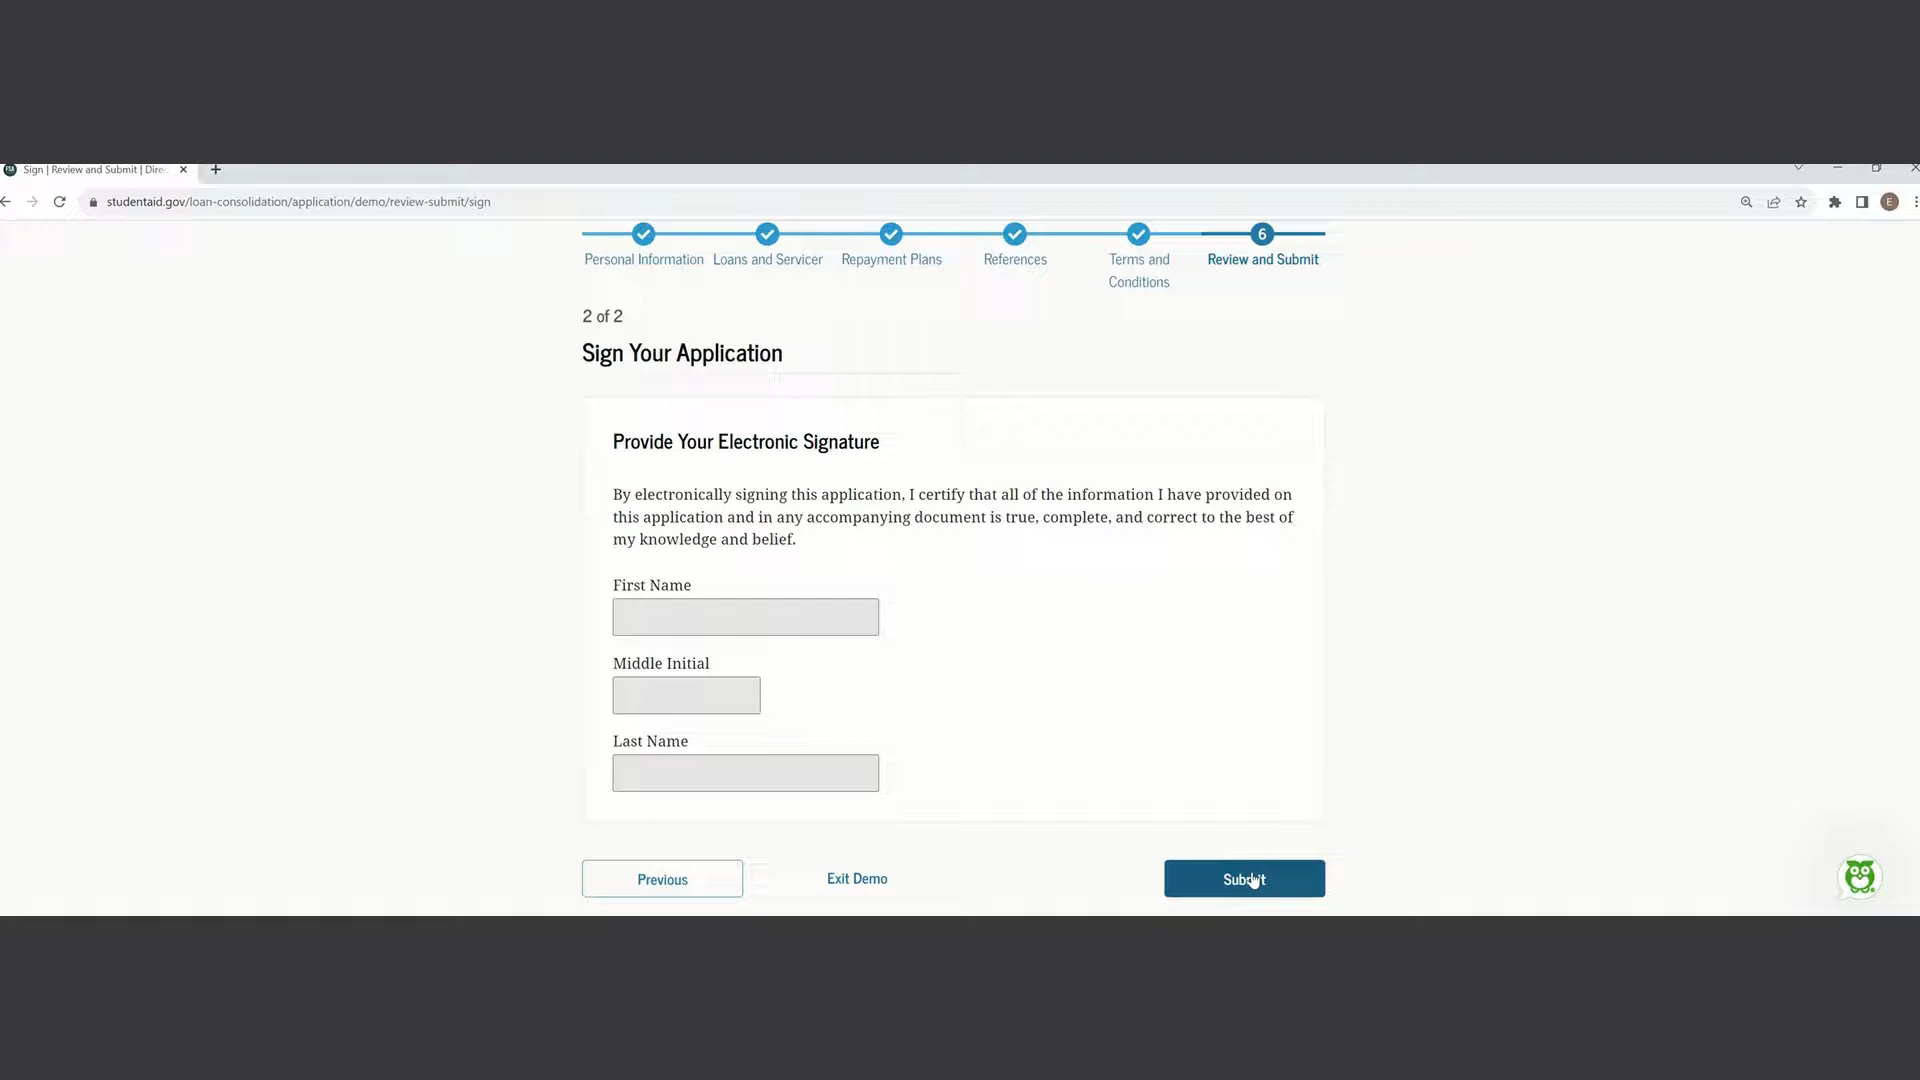 Sign | Review and Submit | Dire
studentaid.gov/loan-consolidation/application/demo/review-submit/sign
E
6
Personal Information Loans and Servicer Repayment Plans References Terms and Conditions Review and Submit
2 of 2
Sign Your Application
Provide Your Electronic Signature
By electronically signing this application, I certify that all of the information I have provided on
this application and in any accompanying document is true, complete, and correct to the best of
my knowledge and belief.
First Name
Middle Initial
Last Name
Previous Exit Demo Submit